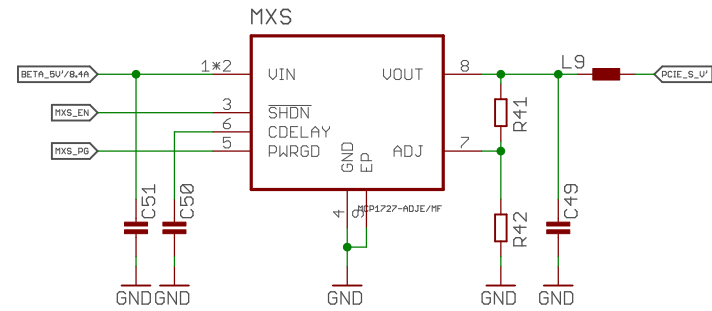 MXS
BETA_5V'/8.4A
1*2
VIN
VOUT
8
L9
PCIE_S_V'
MXS_EN
3
SHDN
R41
6
CDELAY
MXS_PG
5
PWRGD
GND
EP
ADJ
7
C51
C50
4
9
MCP1727-ADJE/MF
R42
C49
GND
GND
GND
GND
GND